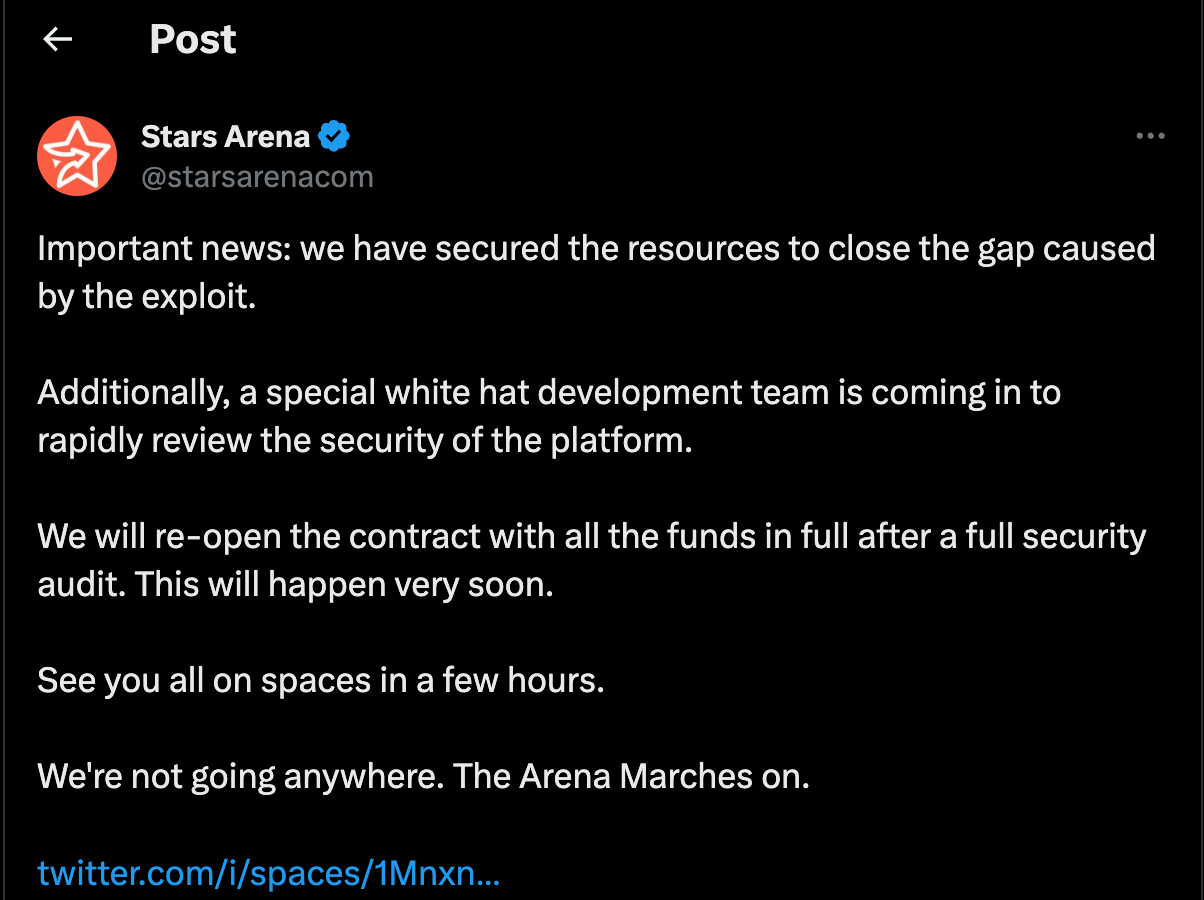 Post
Stars Arena
@starsarenacom
Important news: we have secured the resources to close the gap caused
by the exploit.
Additionally, a special white hat development team is coming in to
rapidly review the security of the platform.
We will re-open the contract with all the funds in full after a full security
audit. This will happen very soon.
See you all on spaces in a few hours.
We're not going anywhere. The Arena Marches on.
twitter.com/i/spaces/1Mnxn…